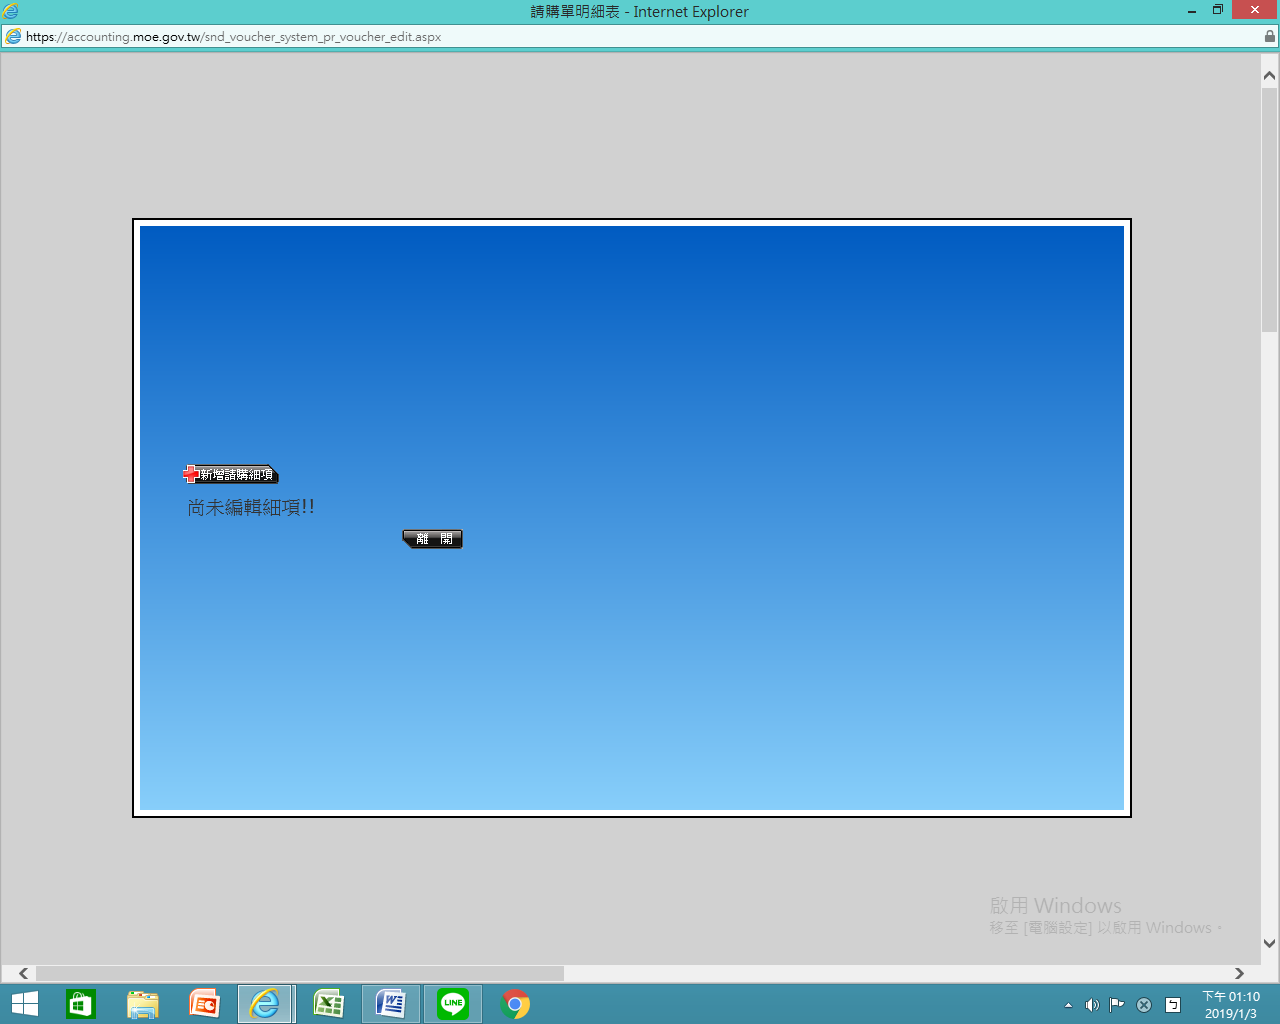 請購單明細表 - Internet Explorer
https://accounting.moe.gov.tw/snd_voucher_system_pr_voucher_edit.aspx
新增請購細項
尚未編輯細項!!
離 開
啟用 Windows
移至 [電腦設定] 以啟用 Windows。
LINE
下午 01:10
2019/1/3